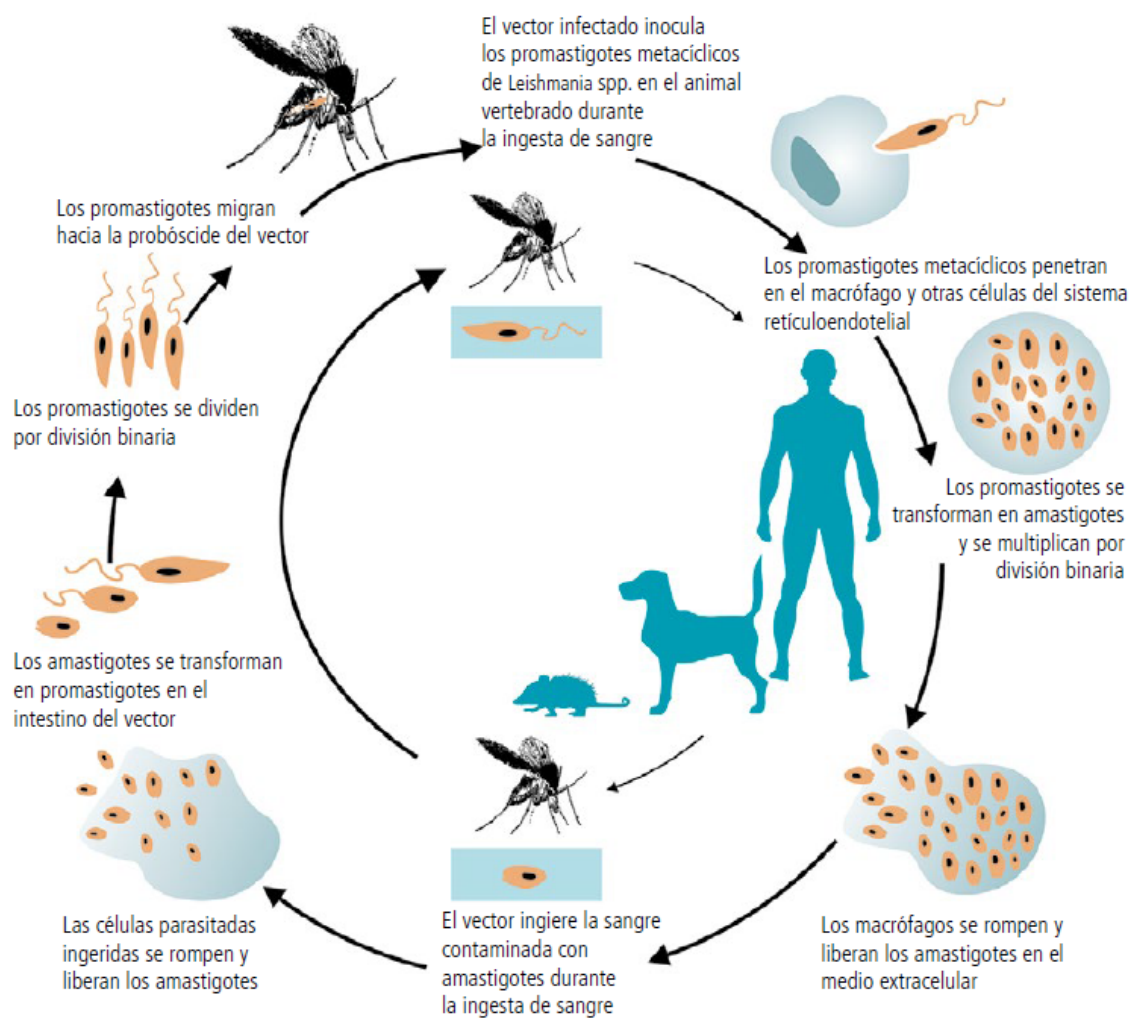 El vector infectado inocula
los promastigotes metacíclicos
de Leishmania spp. en el animal
vertebrado durante
la ingesta de sangre
Los promastigotes metacíclicos penetran
en el macrófago y otras células del sistema
retículoendotelial
Los promastigotes se
transforman en amastigotes
y se multiplican por
división binaria
Los macrófagos se rompen y
liberan los amastigotes en el
medio extracelular
El vector ingiere la sangre
contaminada con
amastigotes durante
la ingesta de sangre
Las células parasitadas
ingeridas se rompen y
liberan los amastigotes
Los amastigotes se transforman
en promastigotes en el
intestino del vector
Los promastigotes se dividen
por división binaria
Los promastigotes migran
hacia la probóscide del vector